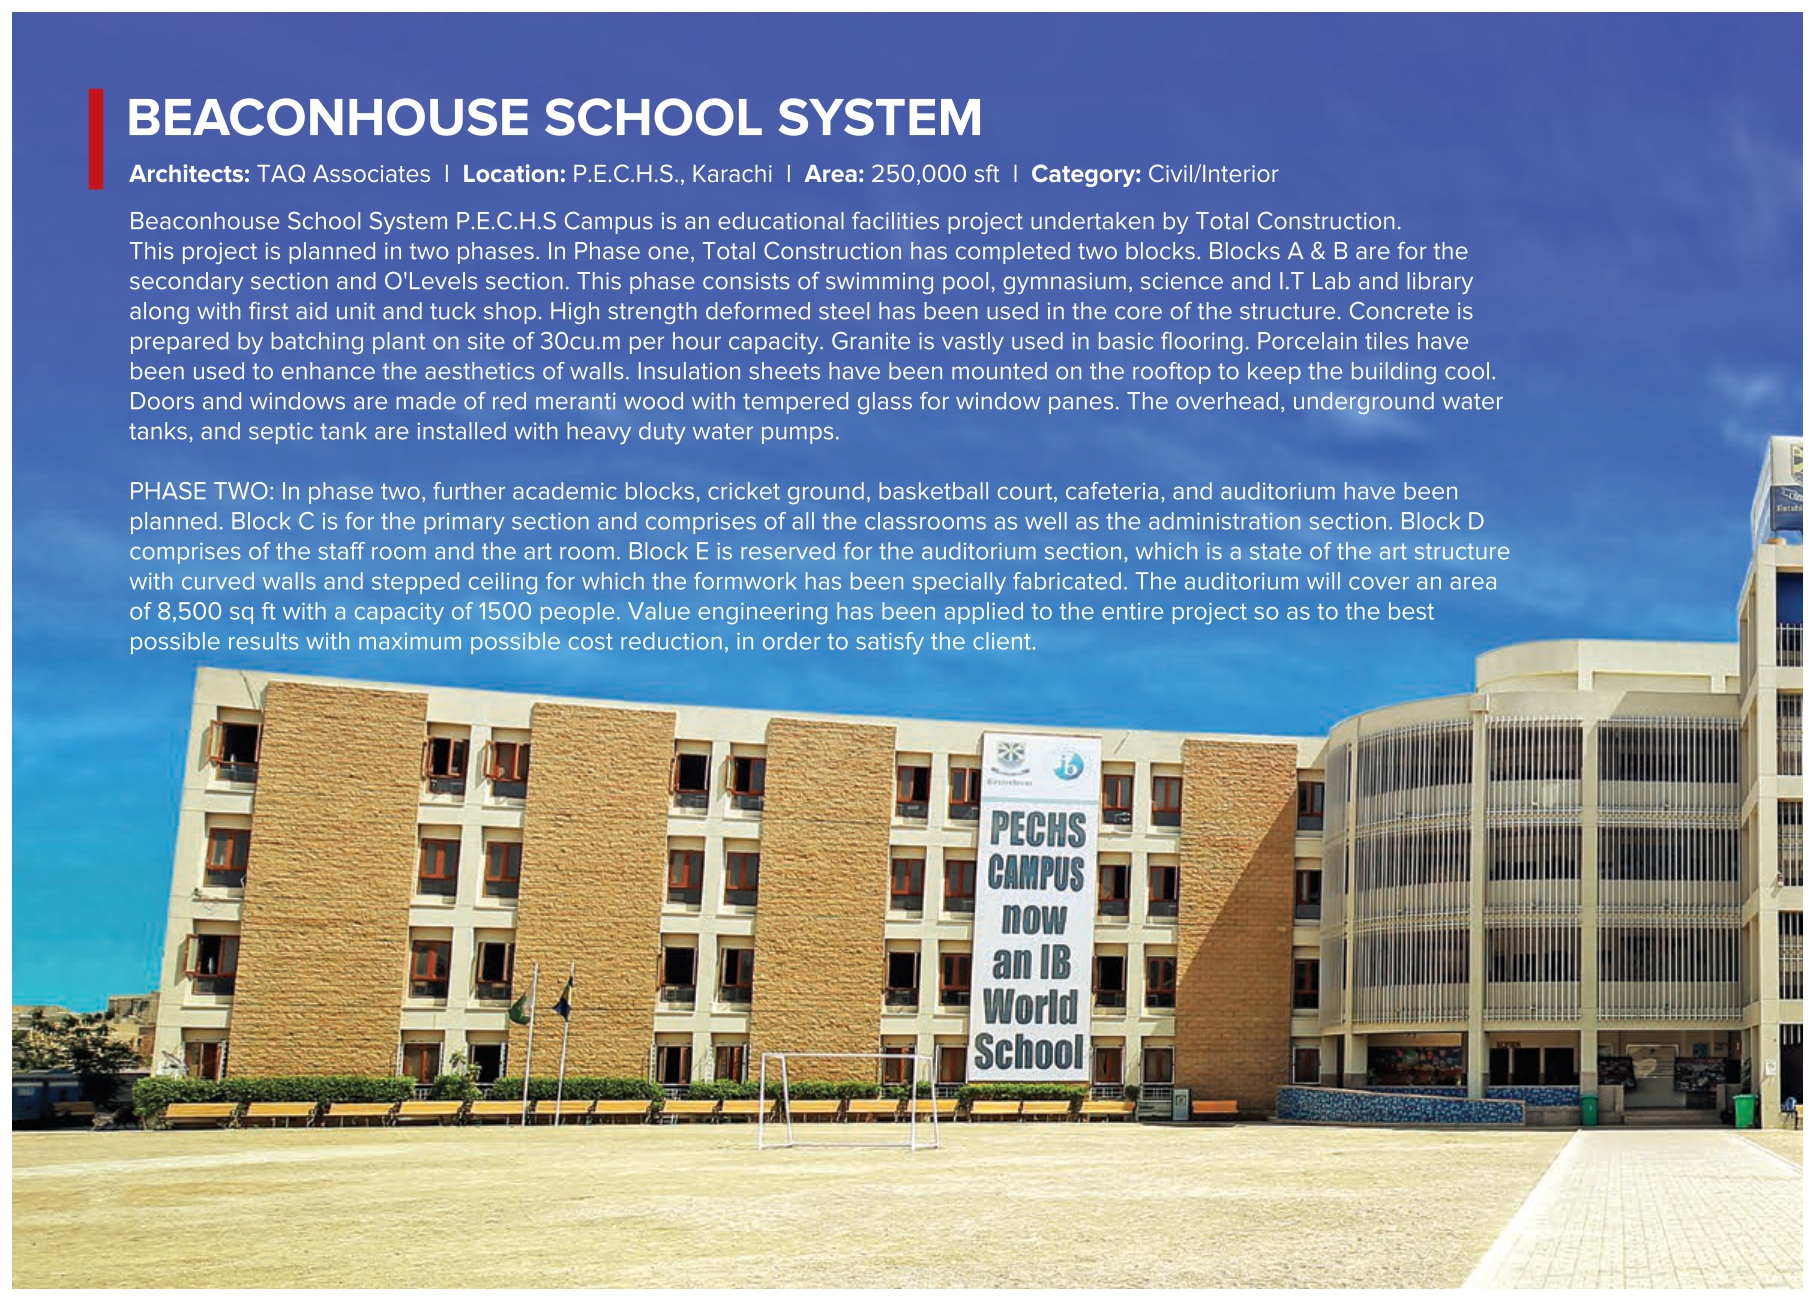 BEACONHOUSE SCHOOL SYSTEM
Architects: TAQ Associates | Location: P.E.C.H.S., Karachi | Area: 250,000 sft | Category: Civil/Interior
Beaconhouse School System P.E.C.H.S Campus is an educational facilities project undertaken by Total Construction.
This project is planned in two phases. In Phase one, Total Construction has completed two blocks. Blocks A & B are for the
secondary section and O'Levels section. This phase consists of swimming pool, gymnasium, science and I.T Lab and library
along with first aid unit and tuck shop. High strength deformed steel has been used in the core of the structure. Concrete is
prepared by batching plant on site of 30cu.m per hour capacity. Granite is vastly used in basic flooring. Porcelain tiles have
been used to enhance the aesthetics of walls. Insulation sheets have been mounted on the rooftop to keep the building cool.
Doors and windows are made of red meranti wood with tempered glass for window panes. The overhead, underground water
tanks, and septic tank are installed with heavy duty water pumps.
PHASE TWO: In phase two, further academic blocks, cricket ground, basketball court, cafeteria, and auditorium have been
planned. Block C is for the primary section and comprises of all the classrooms as well as the administration section. Block D
comprises of the staff room and the art room. Block E is reserved for the auditorium section, which is a state of the art structure
with curved walls and stepped ceiling for which the formwork has been specially fabricated. The auditorium will cover an area
of 8,500 sq ft with a capacity of 1500 people. Value engineering has been applied to the entire project so as to the best
possible results with maximum possible cost reduction, in order to satisfy the client.
ib
PECHS
CAMPUS
now
an IB
World
School